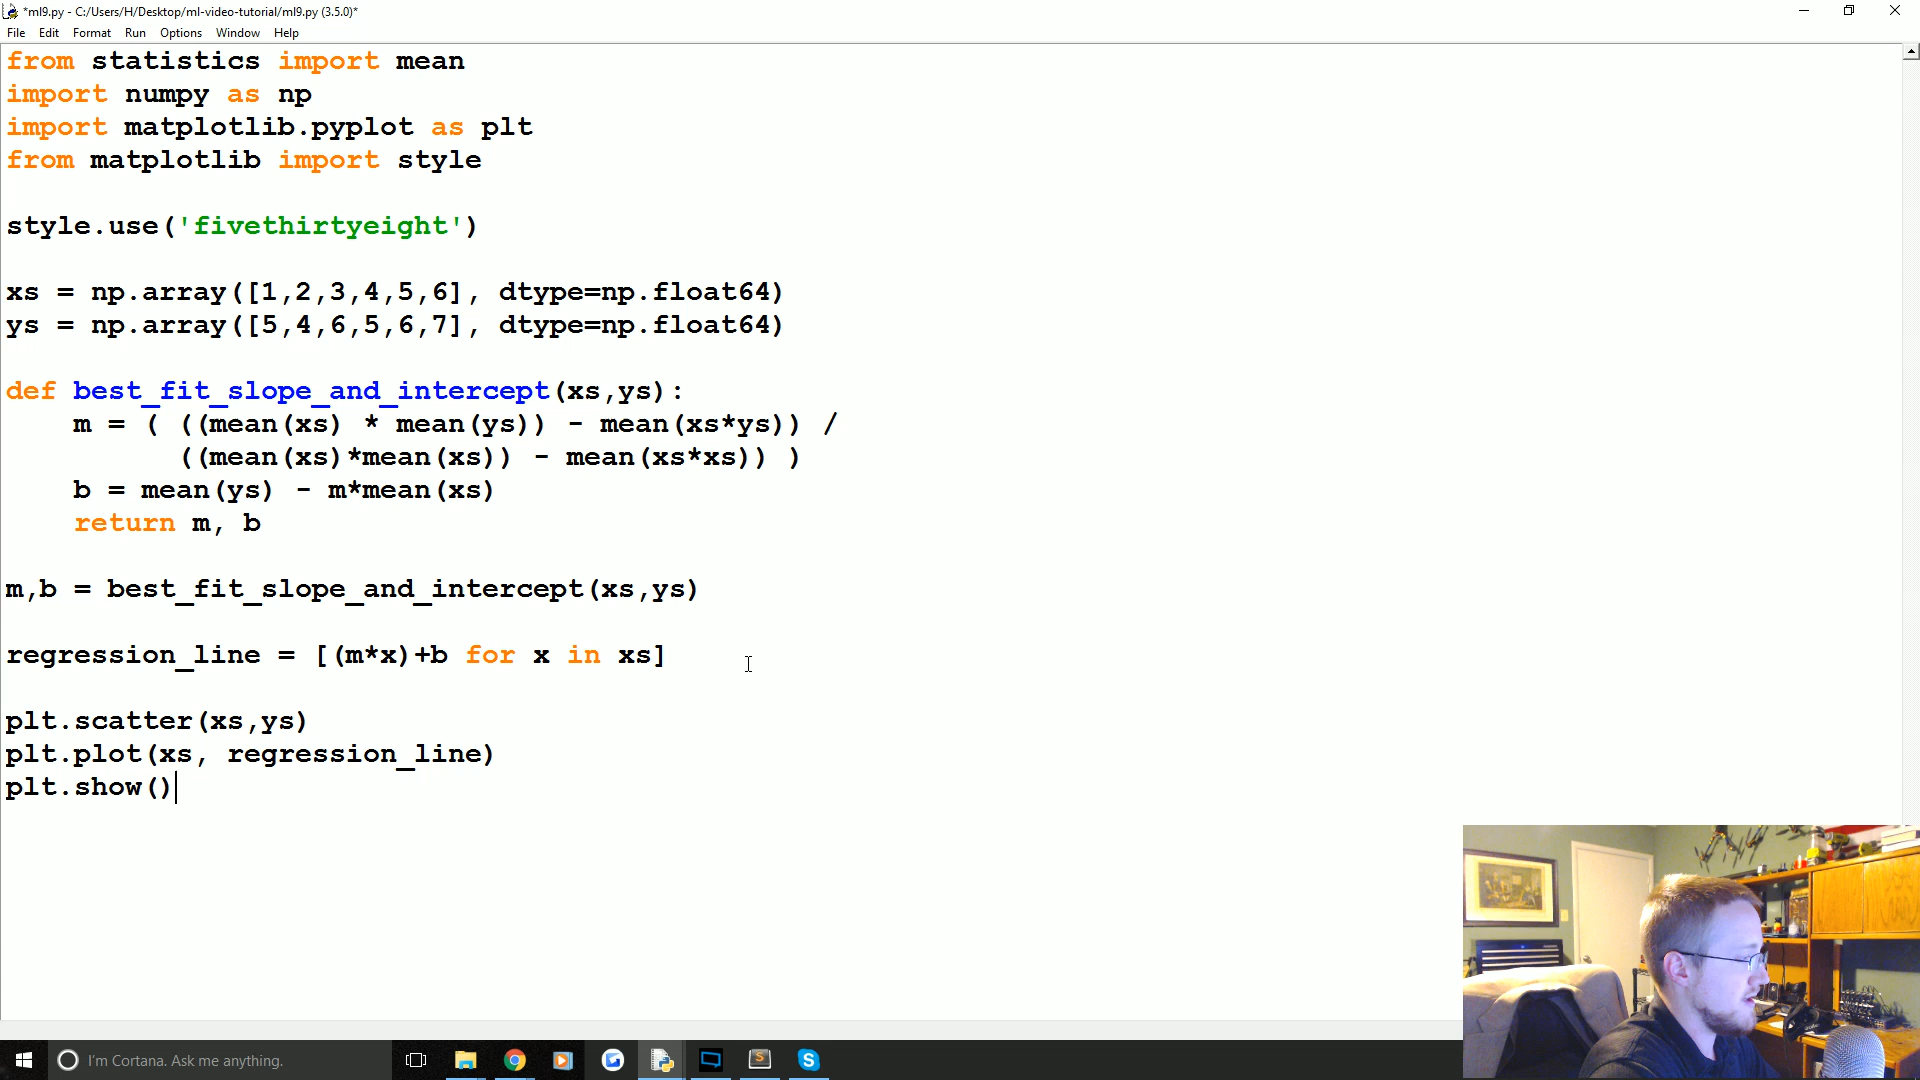 *ml9.py - C:/Users/H/Desktop/ml-video-tutorial/ml9.py (3.5.0)*
File Edit Format Run Options Window Help
from statistics import mean
import numpy as np
import matplotlib.pyplot as plt
from matplotlib import style
style.use('fivethirtyeight')
xs = np.array([1,2,3,4,5,6], dtype=np.float64)
ys = np.array([5,4,6,5,6,7], dtype=np.float64)
def best_fit_slope_and_intercept(xs,ys):
m = ( ((mean(xs) * mean(ys)) - mean(xs*ys)) /
((mean(xs)*mean(xs)) - mean(xs*xs)) )
b = mean(ys) - m*mean(xs)
return m, b
m,b = best_fit_slope_and_intercept(xs,ys)
regression_line = [(m*x)+b for x in xs]
plt.scatter(xs,ys)
plt.plot(xs, regression_line)
plt.show()
I'm Cortana. Ask me anything.